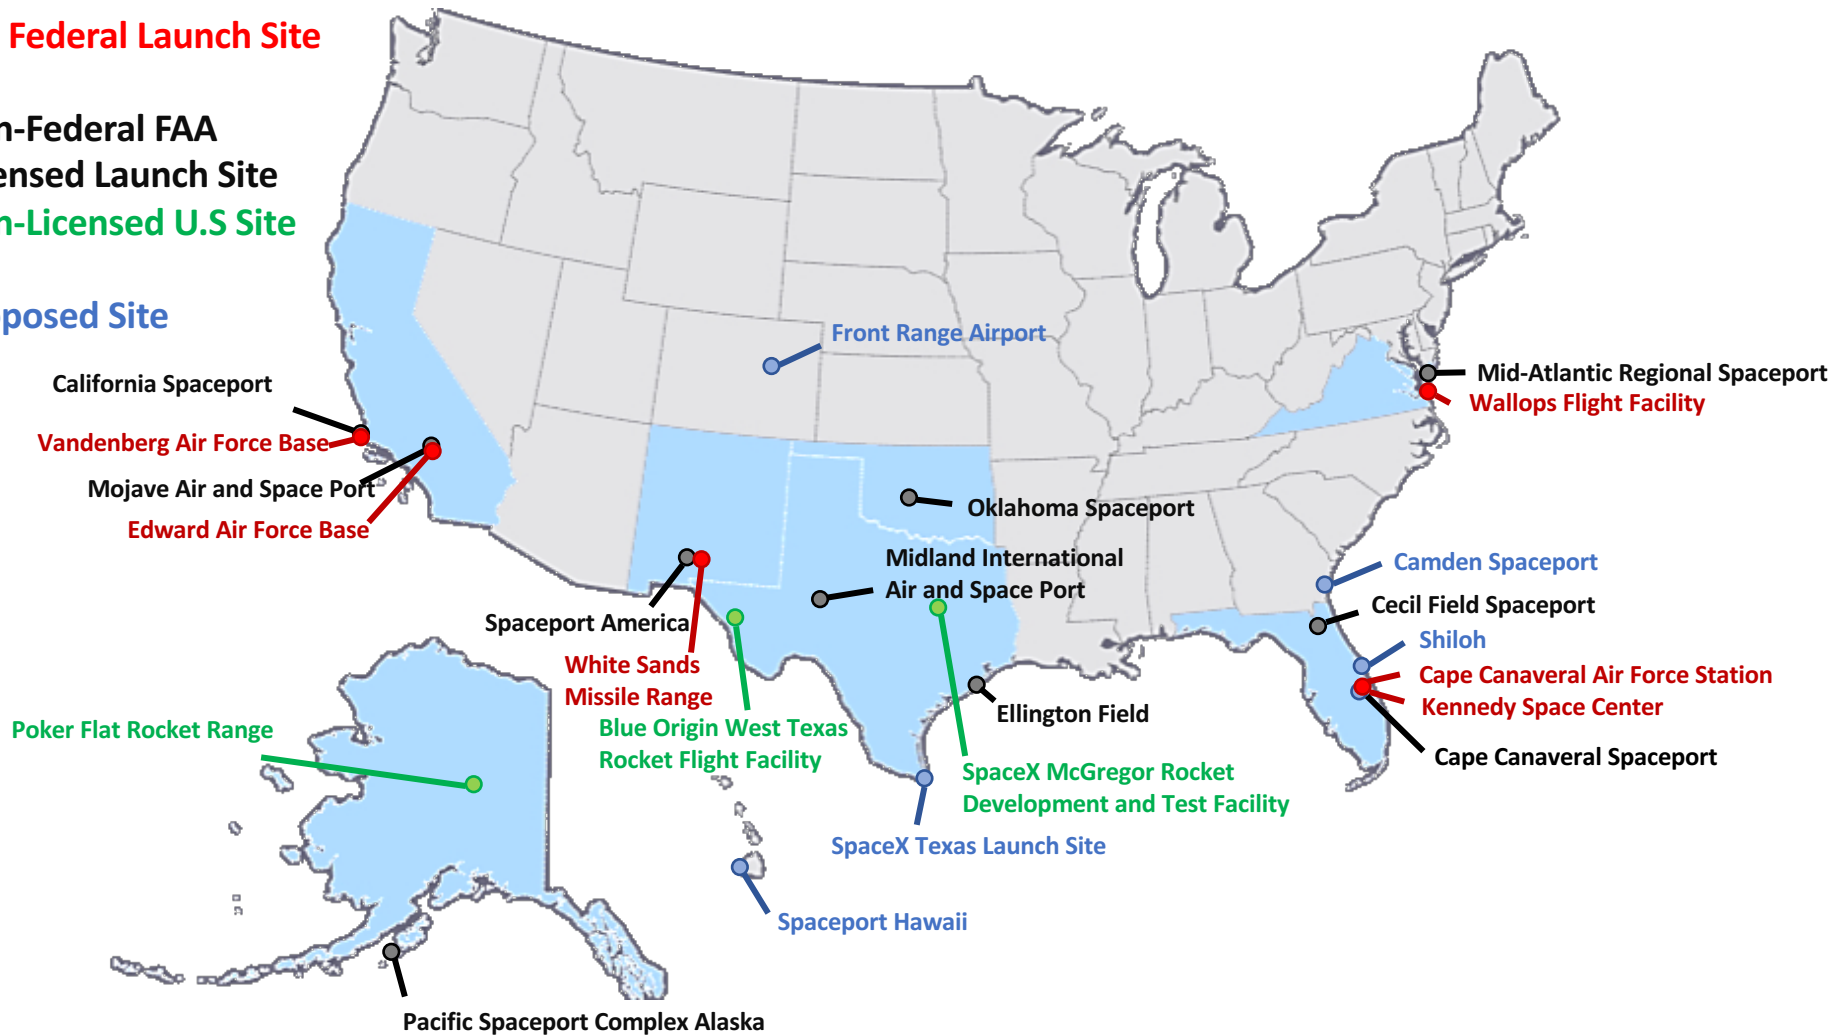 Federal Launch Site
n-Federal FAA
ensed Launch Site
n-Licensed U.S Site
posed Site
Front Range Airport
California Spaceport
Mid-Atlantic Regional Spaceport
Wallops Flight Facility
Vandenberg Air Force Base
Mojave Air and Space Port
Edward Air Force Base
Oklahoma Spaceport
Midland International
Air and Space Port
Camden Spaceport
Cecil Field Spaceport
Spaceport America
Shiloh
White Sands
Missile Range
Cape Canaveral Air Force Station
Kennedy Space Center
Ellington Field
Blue Origin West Texas
Rocket Flight Facility
Poker Flat Rocket Range
Cape Canaveral Spaceport
SpaceX McGregor Rocket
Development and Test Facility
SpaceX Texas Launch Site
Spaceport Hawaii
Pacific Spaceport Complex Alaska